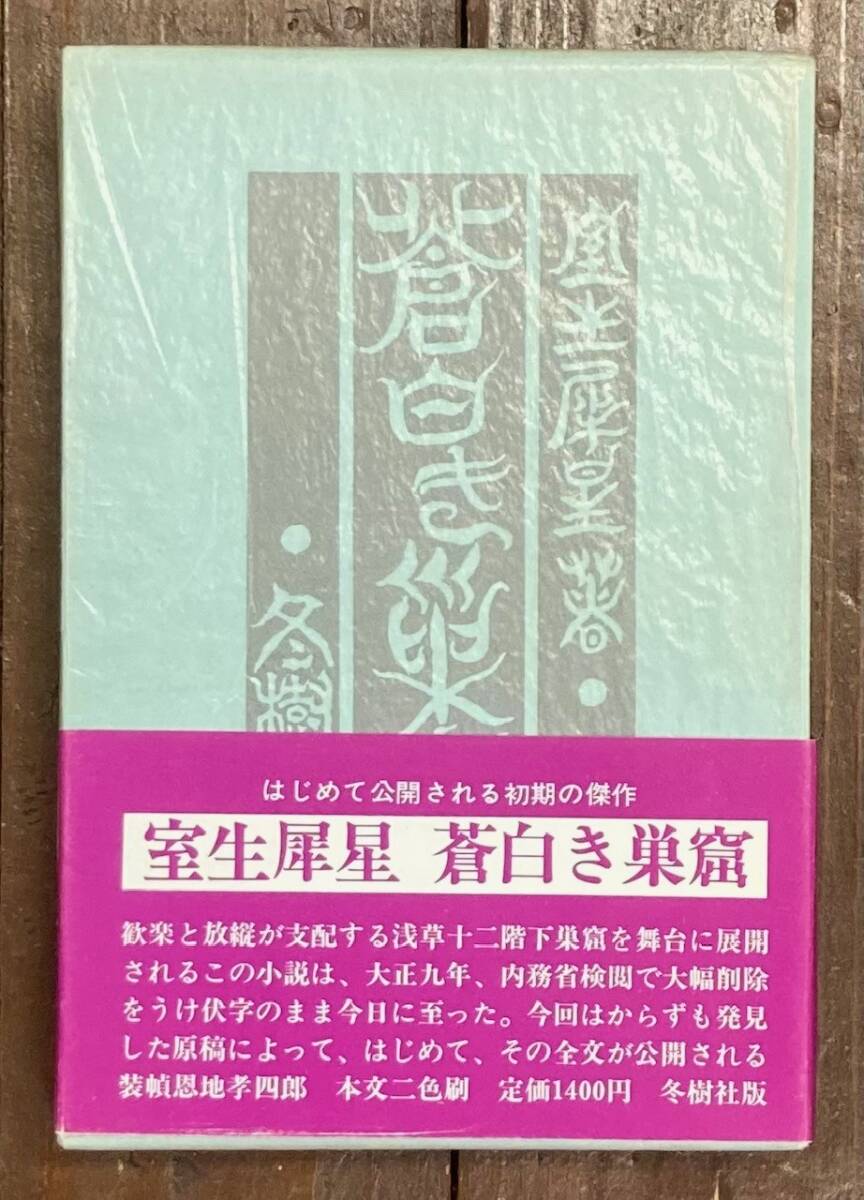 室生犀星著・
蒼白き巣
・冬樹
はじめて公開される初期の傑作
室生犀星 蒼白き巣窟
歓楽と放縦が支配する浅草十二階下巣窟を舞台に展開
されるこの小説は、大正九年、内務省検閲で大幅削除
をうけ伏字のまま今日に至った。今回はからずも発見
した原稿によって、はじめて、その全文が公開される
装幀恩地孝四郎 本文二色刷 定価1400円 冬樹社版